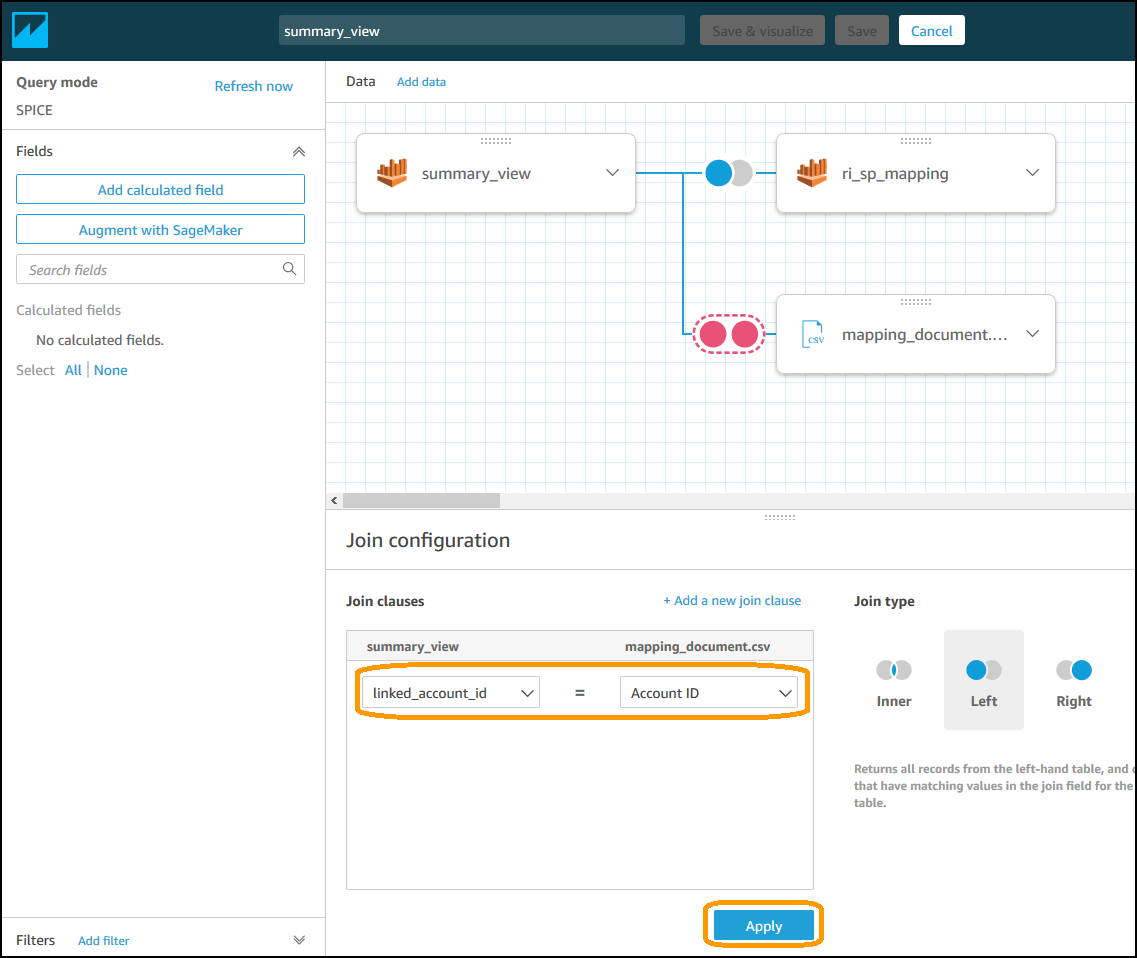 summary_view
Save & visualize
Save
Cancel
Query mode
Refresh now
SPICE
Fields
Add calculated field
Augment with SageMaker
Search fields
Calculated fields
No calculated fields.
Select All | None
Filters Add filter
Data Add data
summary_view
ri_sp_mapping
CSV
mapping_document....
Join configuration
Join clauses
+ Add a new join clause
summary_view
mapping_document.csv
linked_account_id = Account ID
Apply
Join type
Inner
Left
Right
Returns all records from the left-hand table, and
that have matching values in the join field for the
table.